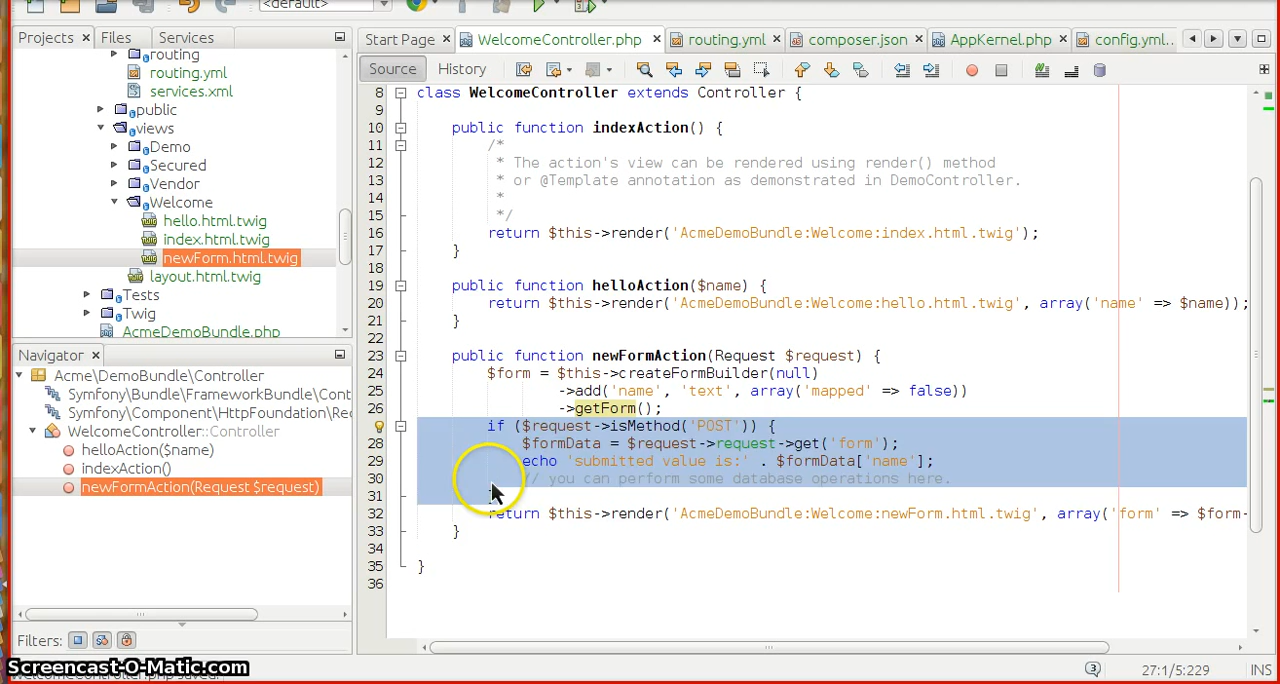 <default>
Projects Files Services
Start Page WelcomeController.php routing.yml composer.json AppKernel.php config.yml...
Source History
routing
routing.yml
services.xml
public
views
Demo
Secured
Vendor
Welcome
hello.html.twig
index.html.twig
newForm.html.twig
layout.html.twig
Tests
Twig
AcmeDemoBundle.php
8 class WelcomeController extends Controller {
9
10 public function indexAction() {
11 /*
12 * The action's view can be rendered using render() method
13 * or @Template annotation as demonstrated in DemoController.
14 *
15 */
16 return $this->render('AcmeDemoBundle:Welcome:index.html.twig');
17 }
18
19 public function helloAction($name) {
20 return $this->render('AcmeDemoBundle:Welcome:hello.html.twig', array('name' => $name));
21 }
22
23 public function newFormAction(Request $request) {
24 $form = $this->createFormBuilder(null)
25 ->add('name', 'text', array('mapped' => false))
26 ->getForm();
if ($request->isMethod('POST')) {
28 $formData = $request->request->get('form');
29 echo 'submitted value is:' . $formData['name'];
30 // you can perform some database operations here.
31 }
32 return $this->render('AcmeDemoBundle:Welcome:newForm.html.twig', array('form' => $form-
33 }
34
35 }
36
Navigator
Acme\DemoBundle\Controller
Symfony\Bundle\FrameworkBundle\Cont
Symfony\Component\HttpFoundation\Rec
WelcomeController::Controller
helloAction($name)
indexAction()
newFormAction(Request $request)
Filters:
Screencast-O-Matic.com
WelcomeController.php saved.
3 27:1/5:229 INS